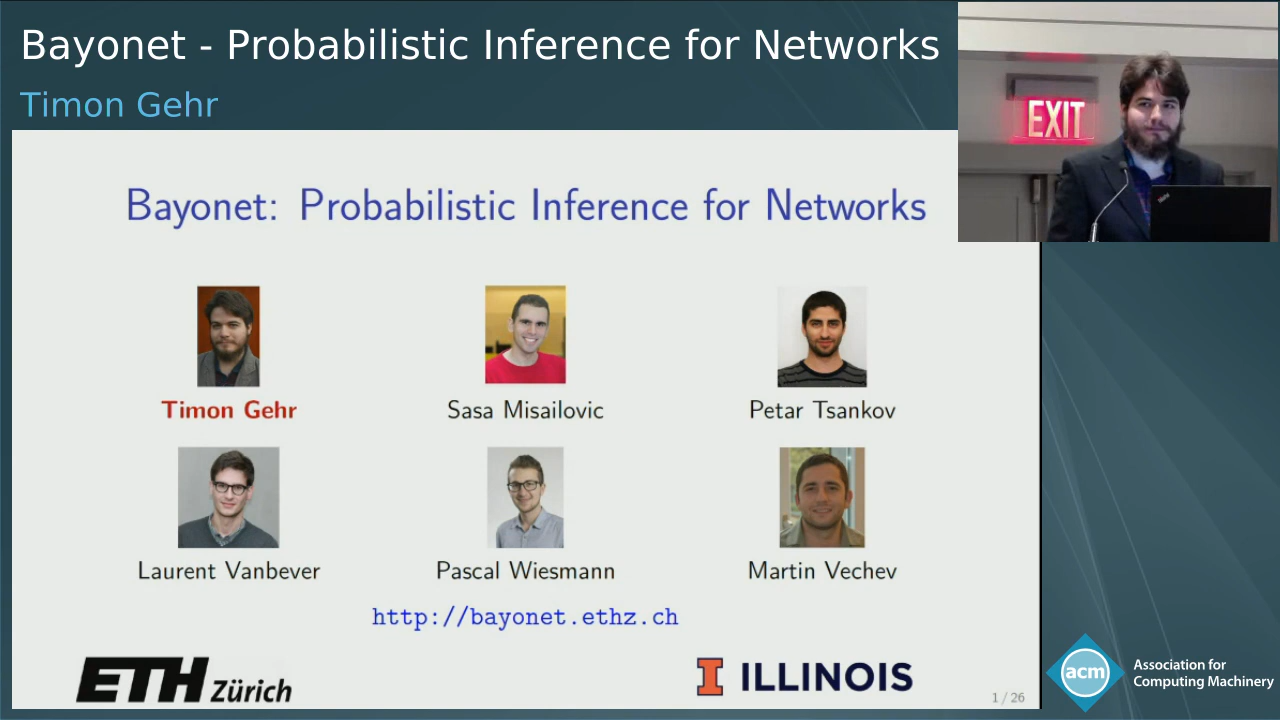 Bayonet - Probabilistic Inference for Networks
Timon Gehr
EXIT
Bayonet: Probabilistic Inference for Networks
Timon Gehr
Sasa Misailovic
Petar Tsankov
Laurent Vanbever
Pascal Wiesmann
Martin Vechev
http://bayonet.ethz.ch
ETH Zürich
I ILLINOIS
1 / 26
acm
Association for
Computing Machinery